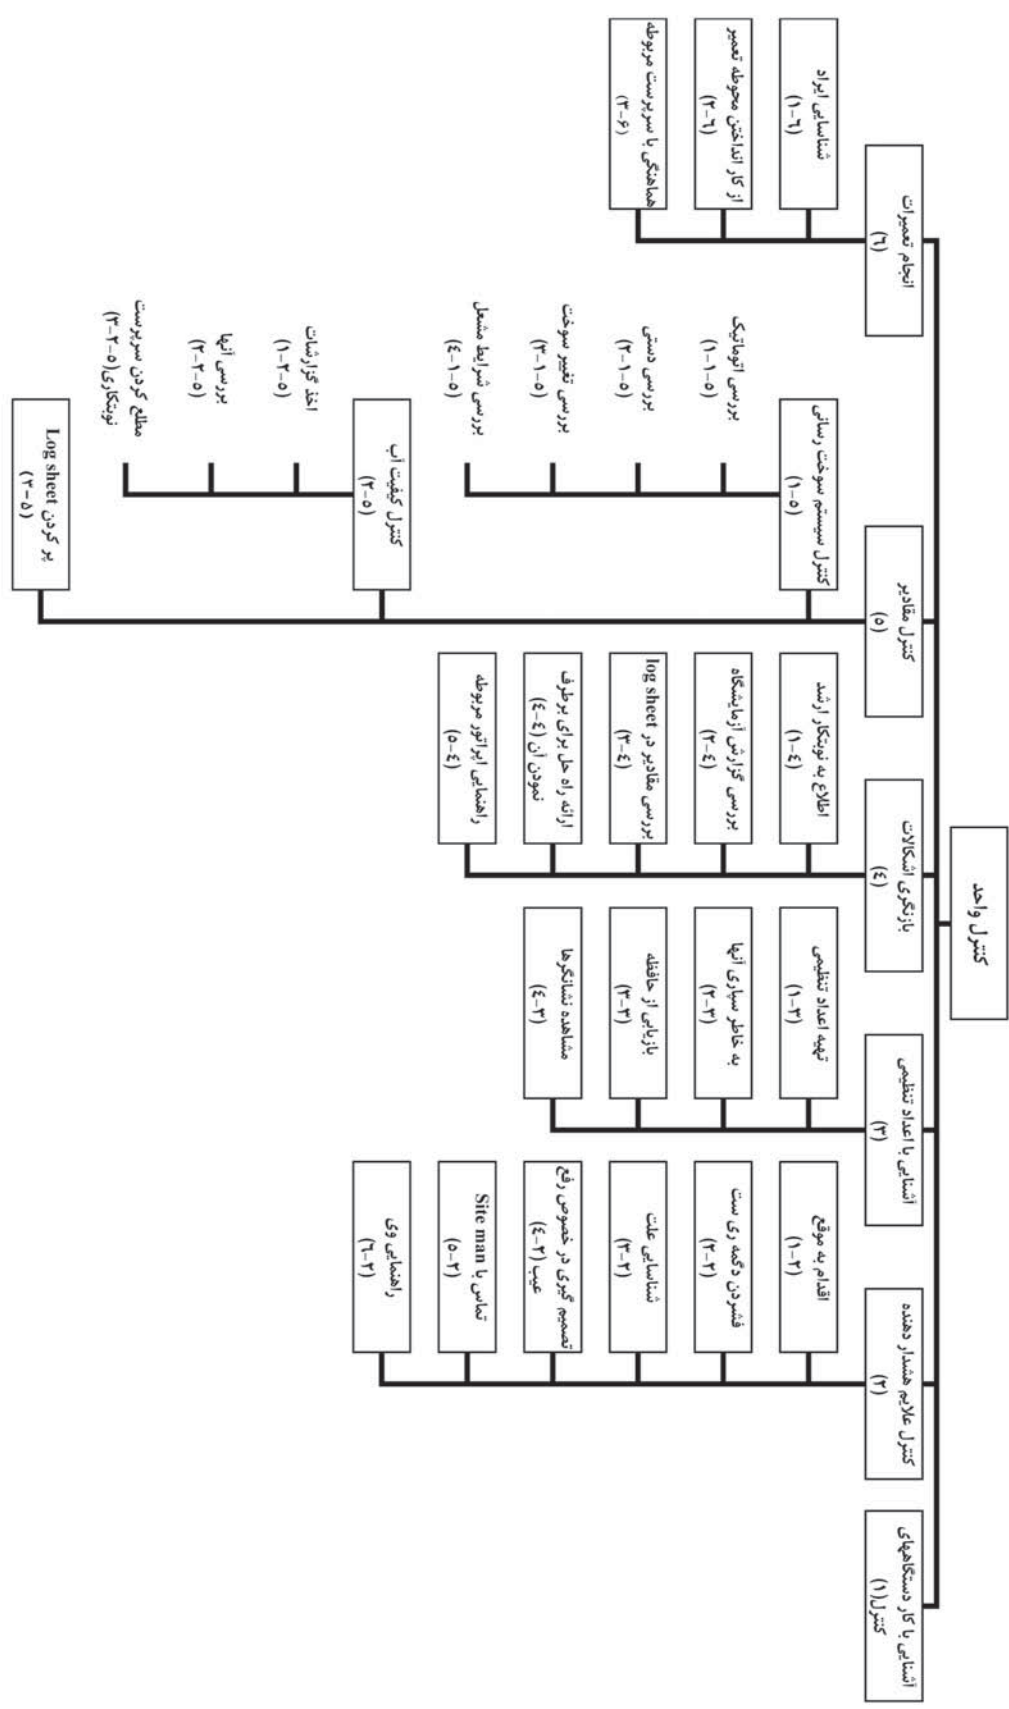 کنترل واحد
آشنایی با کار دستگاههای
کنترل(۱)
کنترل علایم هشدار دهنده
(۲)
اقدام به موقع
(۱-۲)
فشردن دگمه ری ست
(۲-۲)
شناسایی علت
(۳-۲)
تصمیم گیری در خصوص رفع
عیب (۴-۲)
تماس با Site man
(۵-۲)
راهنمایی وی
(۶-۲)
آشنایی با اعداد تنظیمی
(۳)
تهیه اعداد تنظیمی
(۱-۳)
به خاطر سپاری آنها
(۲-۳)
بازیابی از حافظه
(۳-۳)
مشاهده نشانگرها
(۴-۳)
بازنگری اشکالات
(۴)
اطلاع به نوبتکار ارشد
(۱-۴)
بررسی گزارش آزمایشگاه
(۲-۴)
بررسی مقادیر در log sheet
(۳-۴)
ارائه راه حل برای برطرف
نمودن آن (۴-۴)
راهنمایی اپراتور مربوطه
(۵-۴)
کنترل مقادیر
(۵)
کنترل سیستم سوخت رسانی
(۱-۵)
بررسی اتوماتیک
(۱-۱-۵)
بررسی دستی
(۲-۱-۵)
بررسی تغییر سوخت
(۳-۱-۵)
بررسی شرایط مشعل
(۴-۱-۵)
کنترل کیفیت آب
(۲-۵)
اخذ گزارشات
(۱-۲-۵)
بررسی آنها
(۲-۲-۵)
مطلع کردن سرپرست
نوبتکاری(۳-۲-۵)
پر کردن Log sheet
(۳-۵)
انجام تعمیرات
(۶)
شناسایی ایراد
(۱-۶)
از کار انداختن محوطه تعمیر
(۲-۶)
هماهنگی با سرپرست مربوطه
(۳-۶)